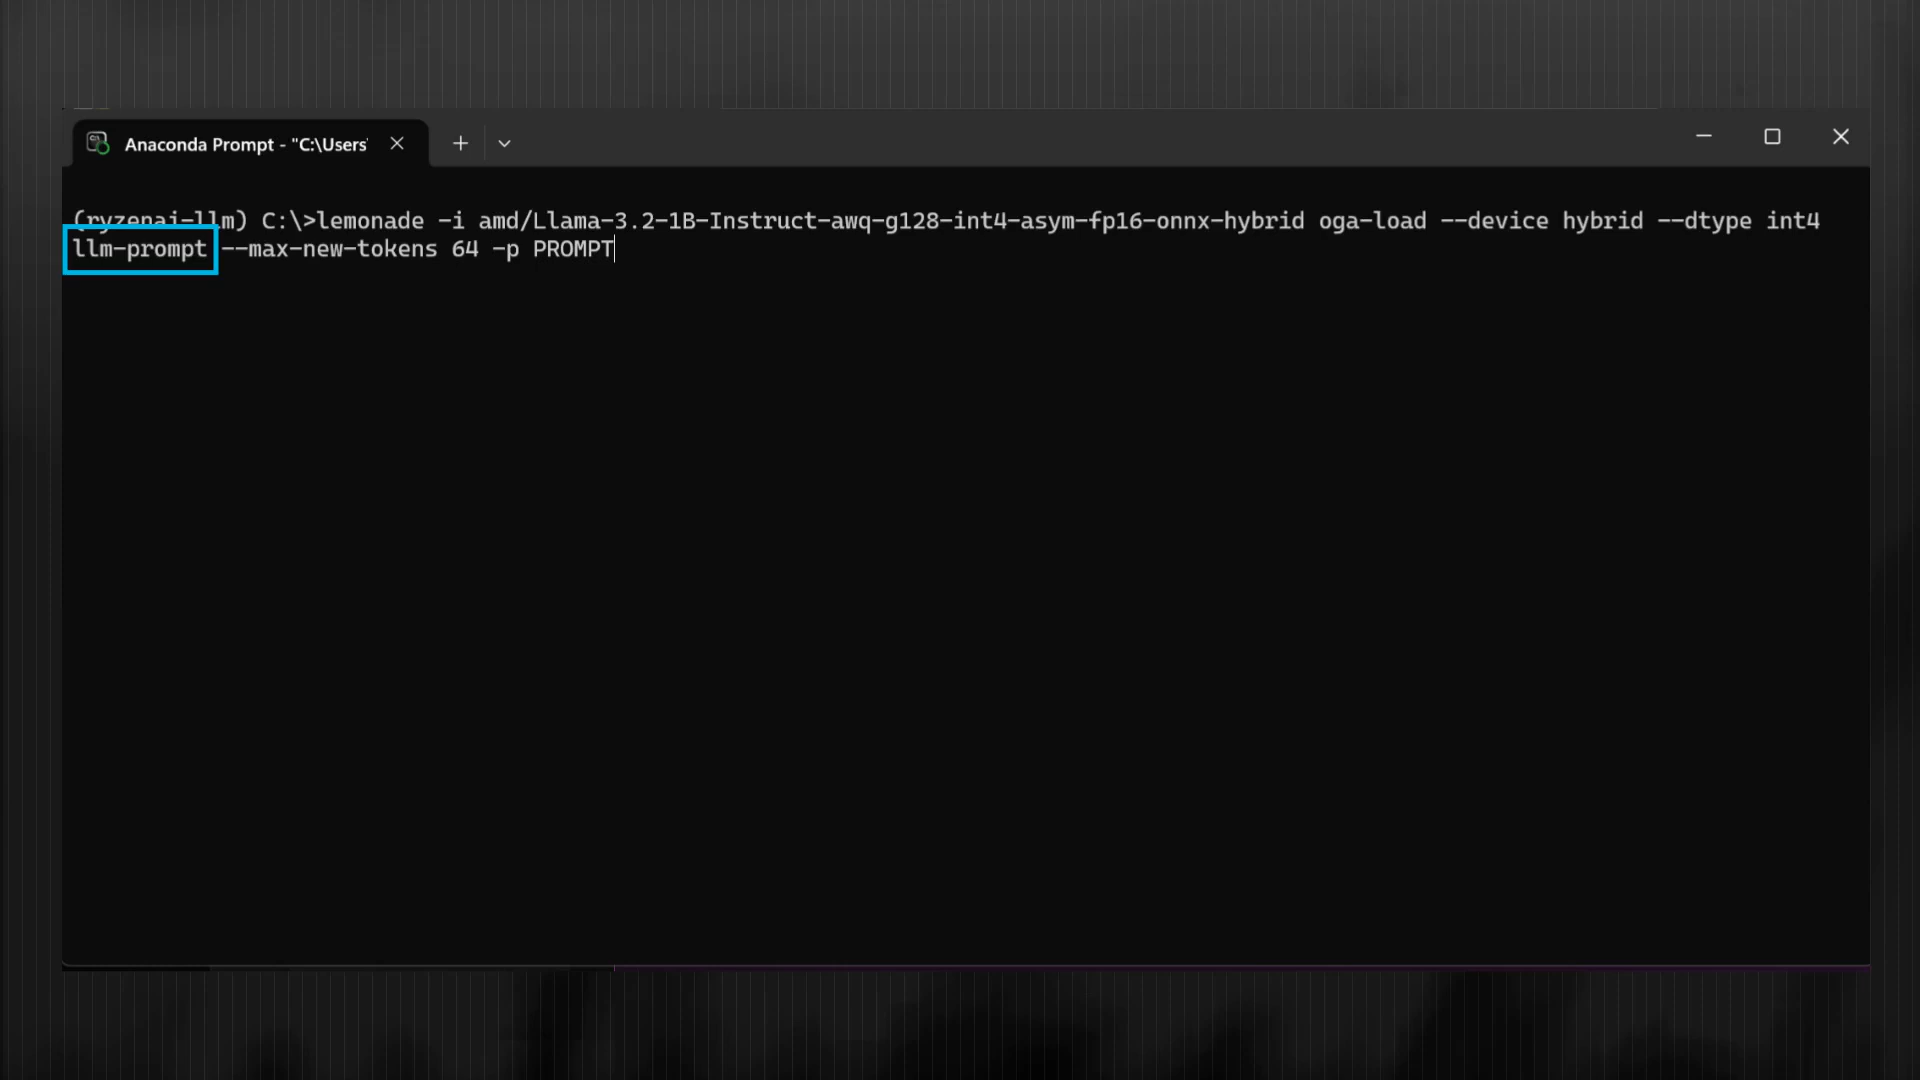 Anaconda Prompt - "C:\Users'
(ryzenai-llm) C:\>lemonade -i amd/Llama-3.2-1B-Instruct-awq-g128-int4-asym-fp16-onnx-hybrid oga-load --device hybrid --dtype int4
llm-prompt --max-new-tokens 64 -p PROMPT